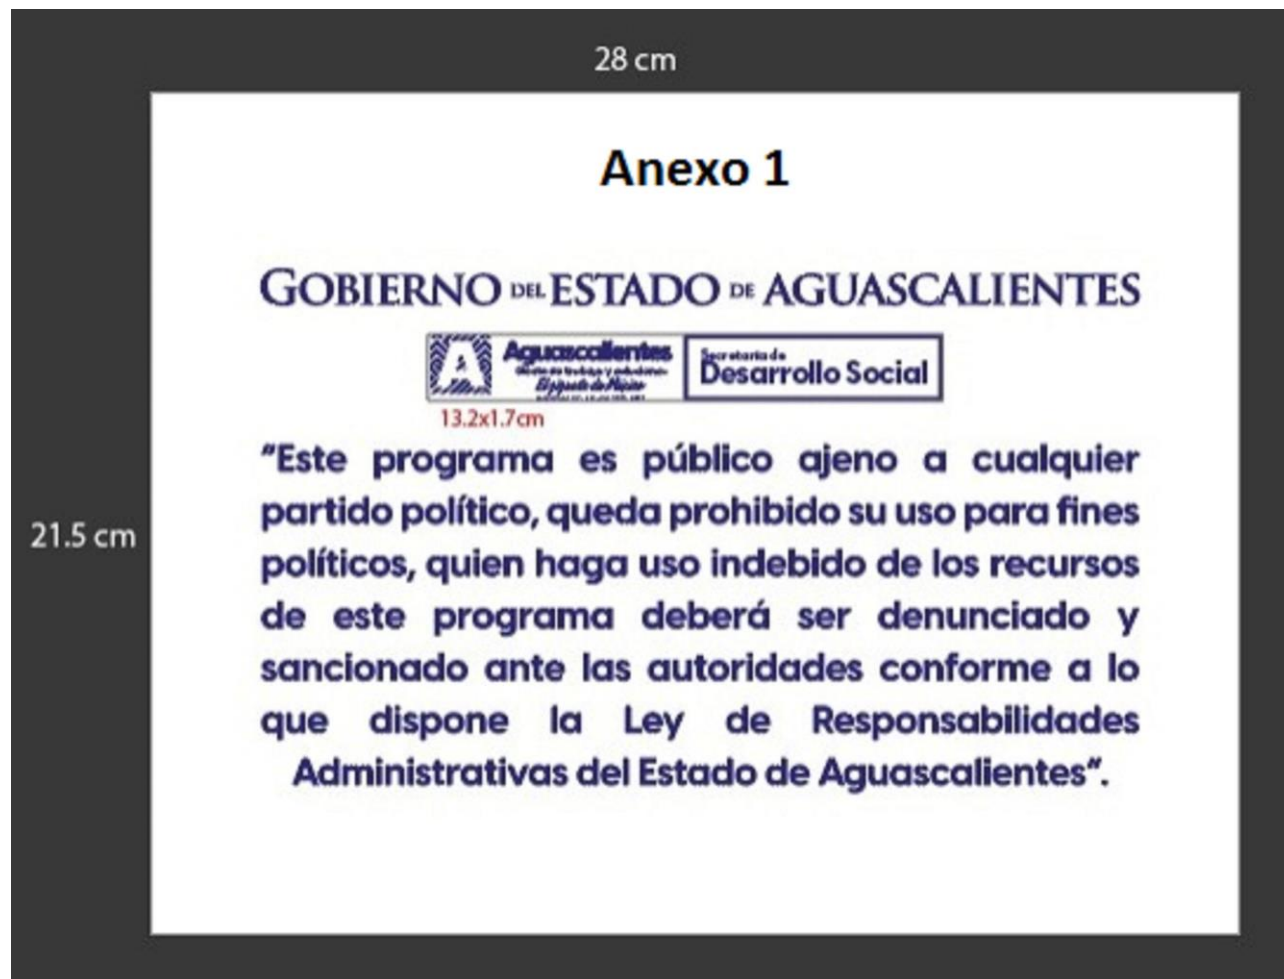 28 cm
Anexo 1
GOBIERNO DEL ESTADO DE AGUASCALIENTES
Aguascalientes
Secretaría de
Desarrollo Social
13.2x1.7cm
“Este programa es público ajeno a cualquier
partido político, queda prohibido su uso para fines
políticos, quien haga uso indebido de los recursos
21.5 cm
de este programa deberá ser denunciado y
sancionado ante las autoridades conforme a lo
que dispone la Ley de Responsabilidades
Administrativas del Estado de Aguascalientes”.